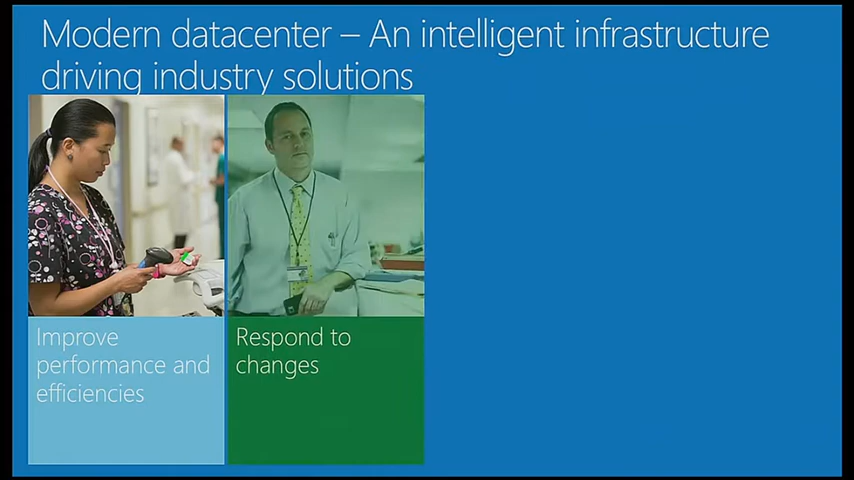 Modern datacenter – An intelligent infrastructure
driving industry solutions
Improve
performance and
efficiencies
Respond to
changes